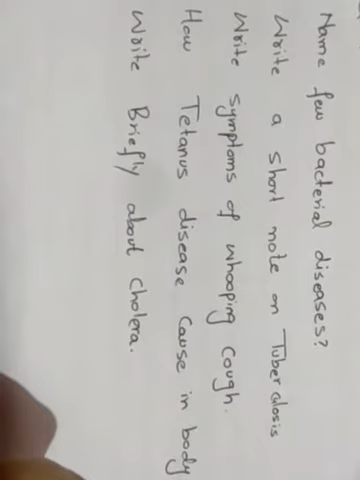 Name few bacterial diseases?
Write a short note on Tuberculosis
Write symptoms of whooping cough.
How Tetanus disease cause in body
Write Briefly about Cholera.